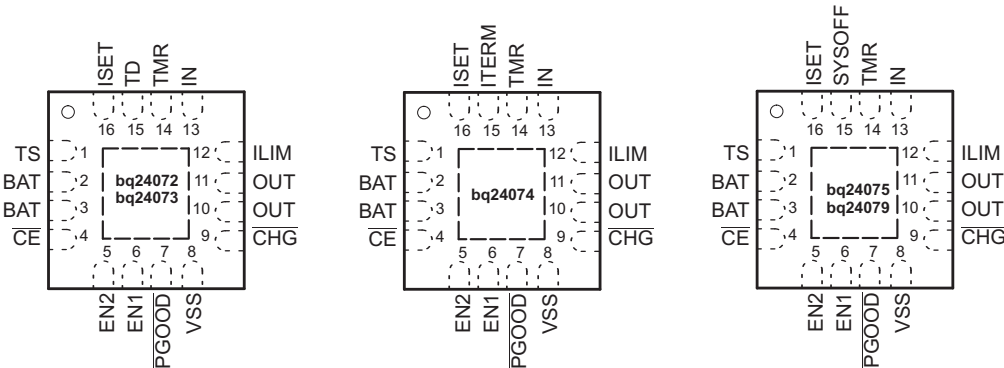 ISET TD TMR IN
16 15 14 13
TS 1
BAT 2
BAT 3
CE 4
bq24072
bq24073
12 ILIM
11 OUT
10 OUT
9 CHG
5 6 7 8
EN2 EN1 PGOOD VSS
ISET ITERM TMR IN
16 15 14 13
TS 1
BAT 2
BAT 3
CE 4
bq24074
12 ILIM
11 OUT
10 OUT
9 CHG
5 6 7 8
EN2 EN1 PGOOD VSS
ISET SYSOFF TMR IN
16 15 14 13
TS 1
BAT 2
BAT 3
CE 4
bq24075
bq24079
12 ILIM
11 OUT
10 OUT
9 CHG
5 6 7 8
EN2 EN1 PGOOD VSS